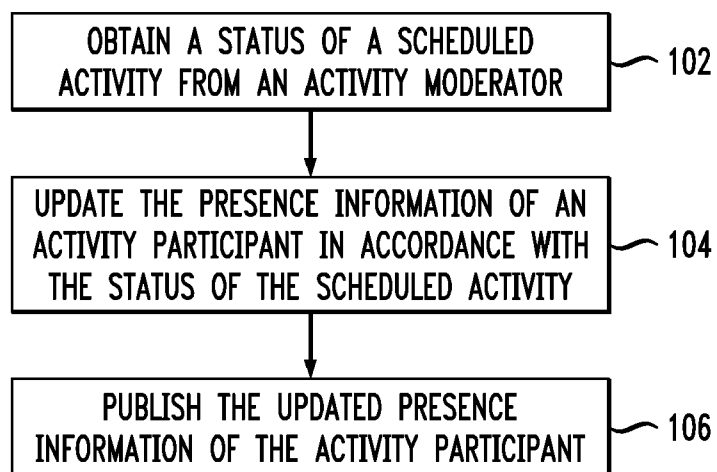 OBTAIN A STATUS OF A SCHEDULED
ACTIVITY FROM AN ACTIVITY MODERATOR
102
UPDATE THE PRESENCE INFORMATION OF AN
ACTIVITY PARTICIPANT IN ACCORDANCE WITH
THE STATUS OF THE SCHEDULED ACTIVITY
104
PUBLISH THE UPDATED PRESENCE
INFORMATION OF THE ACTIVITY PARTICIPANT
106